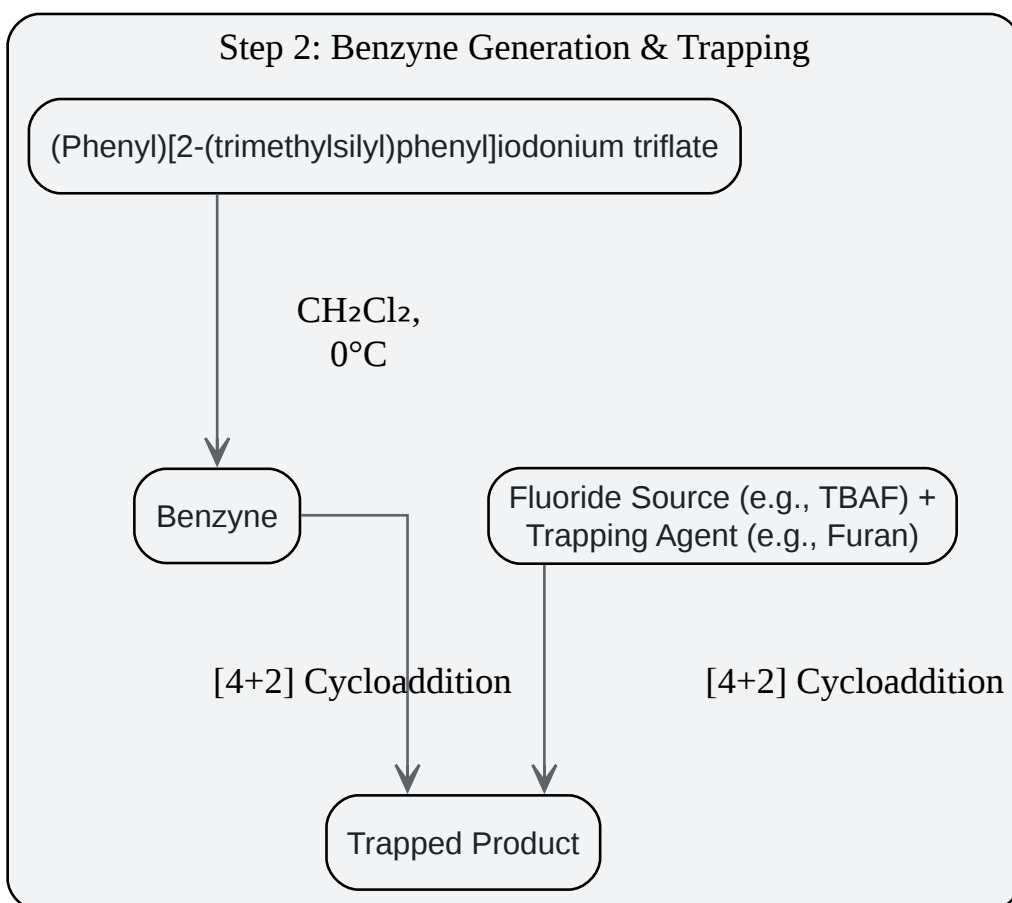 Step 2: Benzyne Generation & Trapping
(Phenyl)[2-(trimethylsilyl)phenyl]iodonium triflate
CH₂Cl₂,
0°C
Benzyne
Fluoride Source (e.g., TBAF) +
Trapping Agent (e.g., Furan)
[4+2] Cycloaddition
[4+2] Cycloaddition
Trapped Product